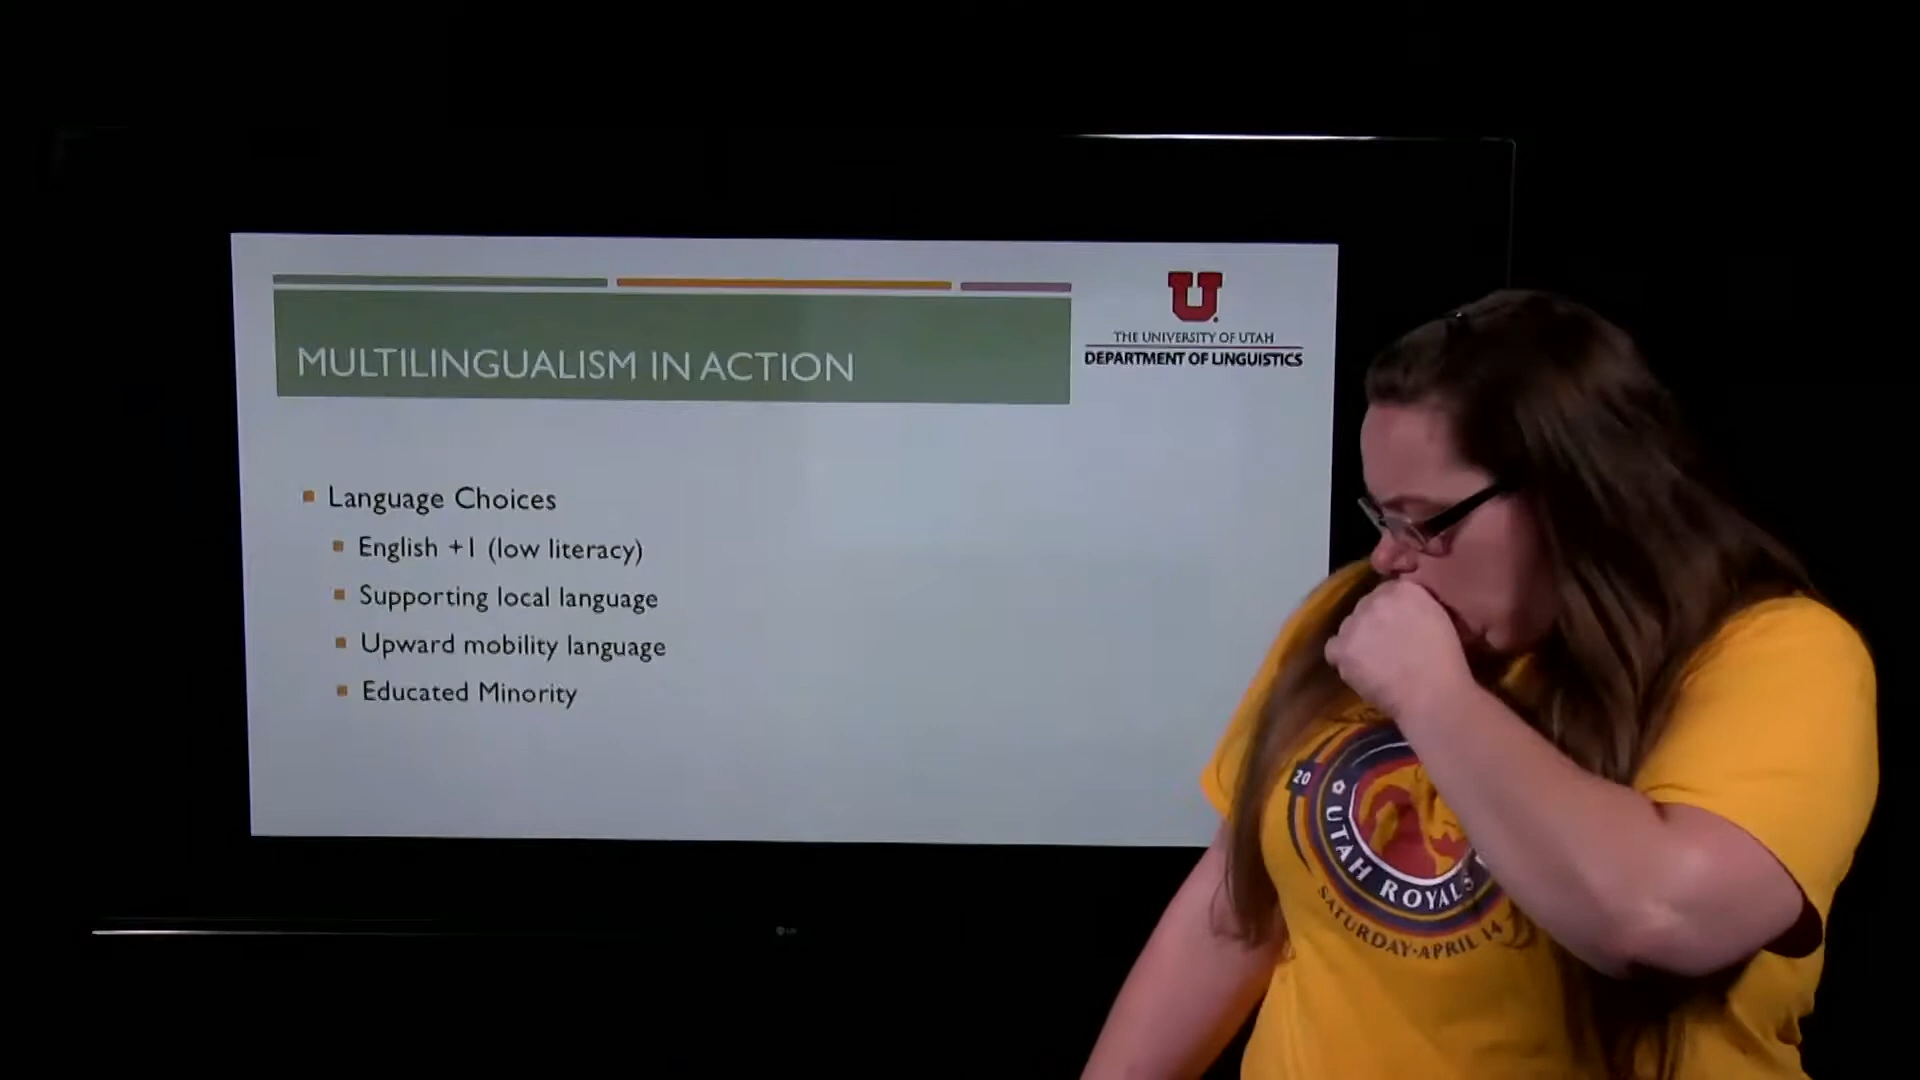 U
THE UNIVERSITY OF UTAH
DEPARTMENT OF LINGUISTICS
MULTILINGUALISM IN ACTION
Language Choices
English +1 (low literacy)
Supporting local language
Upward mobility language
Educated Minority
20
UTAH ROYALS
SATURDAY·APRIL 14
LG